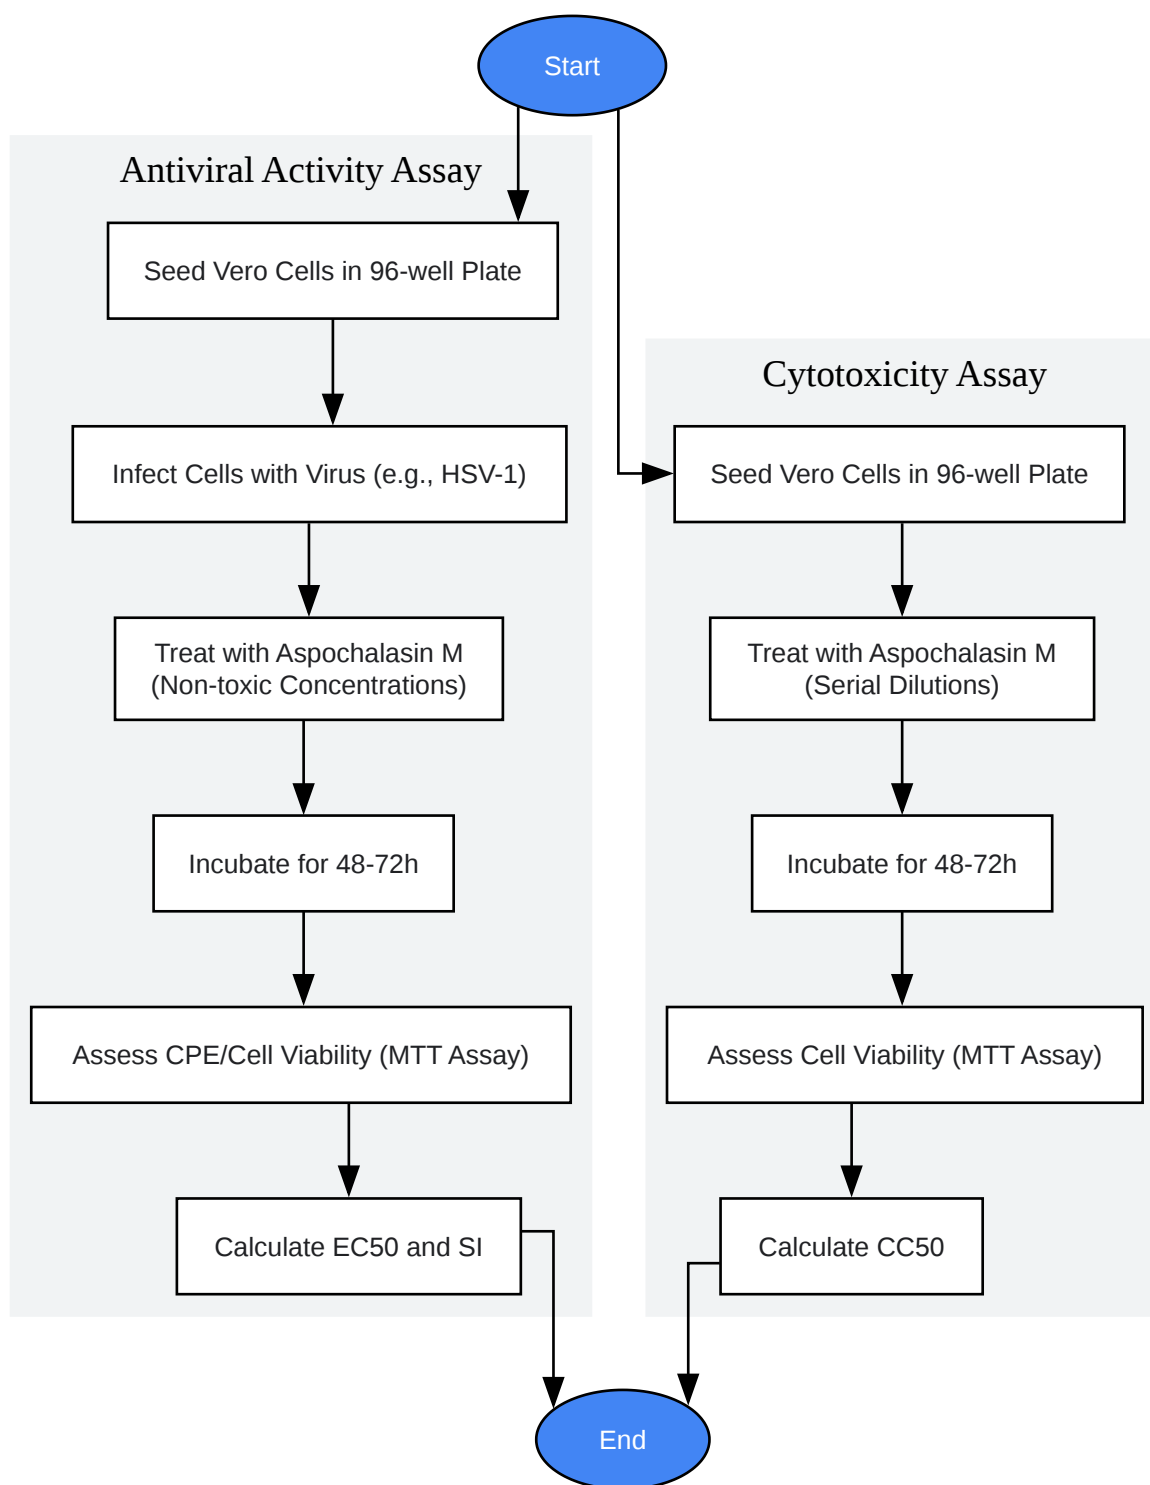 Start
Antiviral Activity Assay
Seed Vero Cells in 96-well Plate
Infect Cells with Virus (e.g., HSV-1)
Treat with Aspochalasin M
(Non-toxic Concentrations)
Incubate for 48-72h
Assess CPE/Cell Viability (MTT Assay)
Calculate EC50 and SI
Cytotoxicity Assay
Seed Vero Cells in 96-well Plate
Treat with Aspochalasin M
(Serial Dilutions)
Incubate for 48-72h
Assess Cell Viability (MTT Assay)
Calculate CC50
End